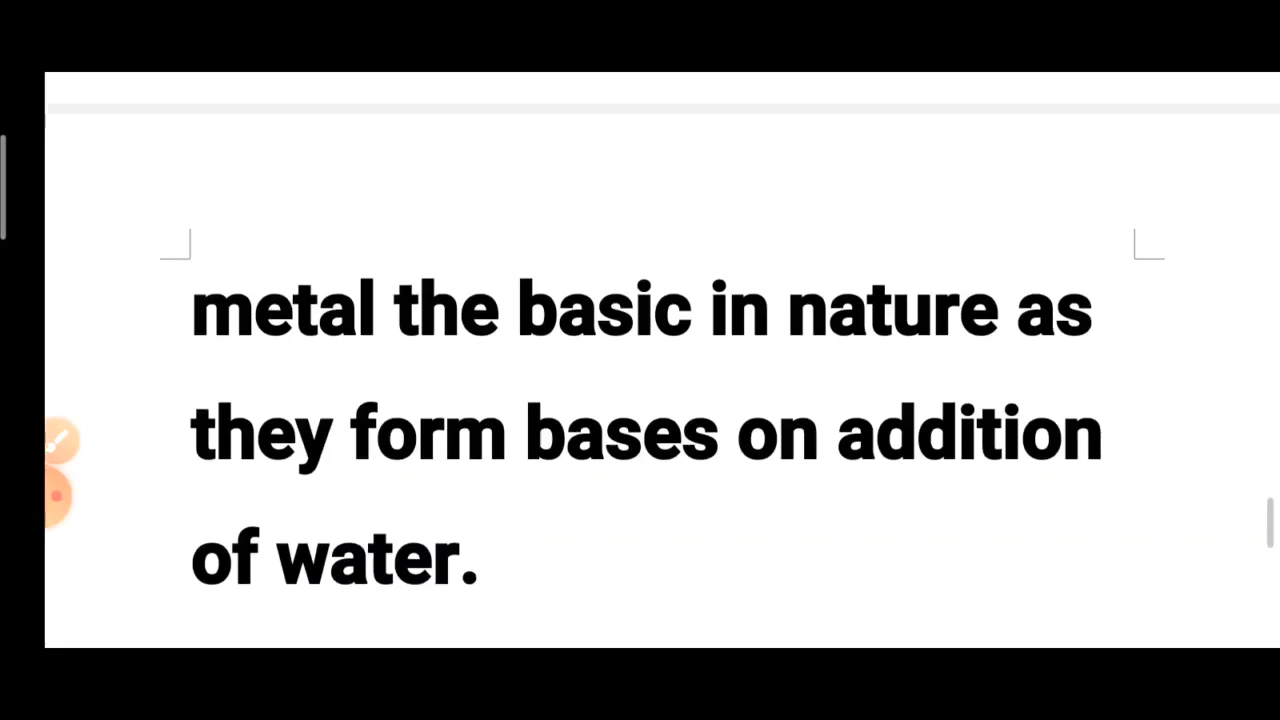 metal the basic in nature as
they form bases on addition
of water.